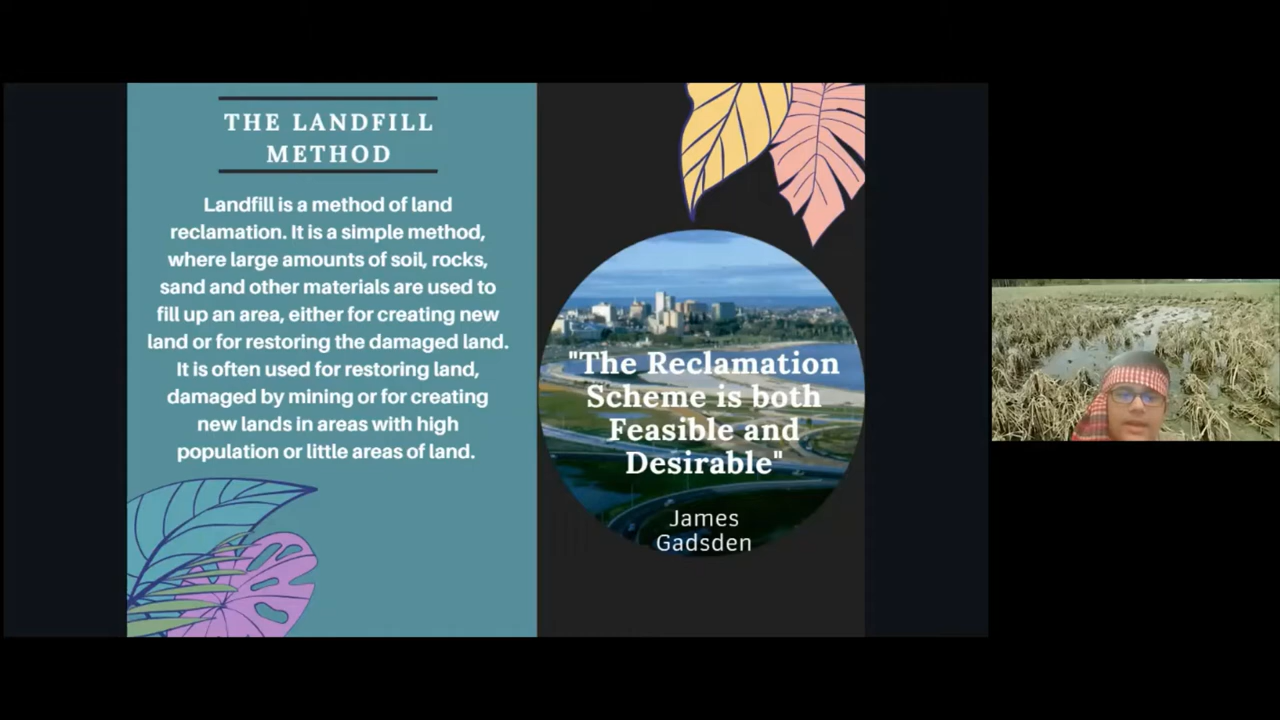 THE LANDFILL
METHOD
Landfill is a method of land
reclamation. It is a simple method,
where large amounts of soil, rocks,
sand and other materials are used to
fill up an area, either for creating new
land or for restoring the damaged land.
It is often used for restoring land,
damaged by mining or for creating
new lands in areas with high
population or little areas of land.
"The Reclamation
Scheme is both
Feasible and
Desirable"
James
Gadsden